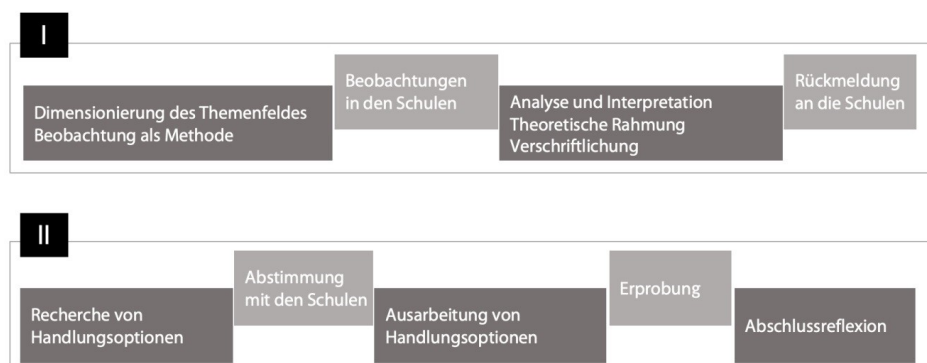 I
Dimensionierung des Themenfeldes
Beobachtung als Methode
Beobachtungen
in den Schulen
Analyse und Interpretation
Theoretische Rahmung
Verschriftlichung
Rückmeldung
an die Schulen
II
Recherche von
Handlungsoptionen
Abstimmung
mit den Schulen
Ausarbeitung von
Handlungsoptionen
Erprobung
Abschlussreflexion